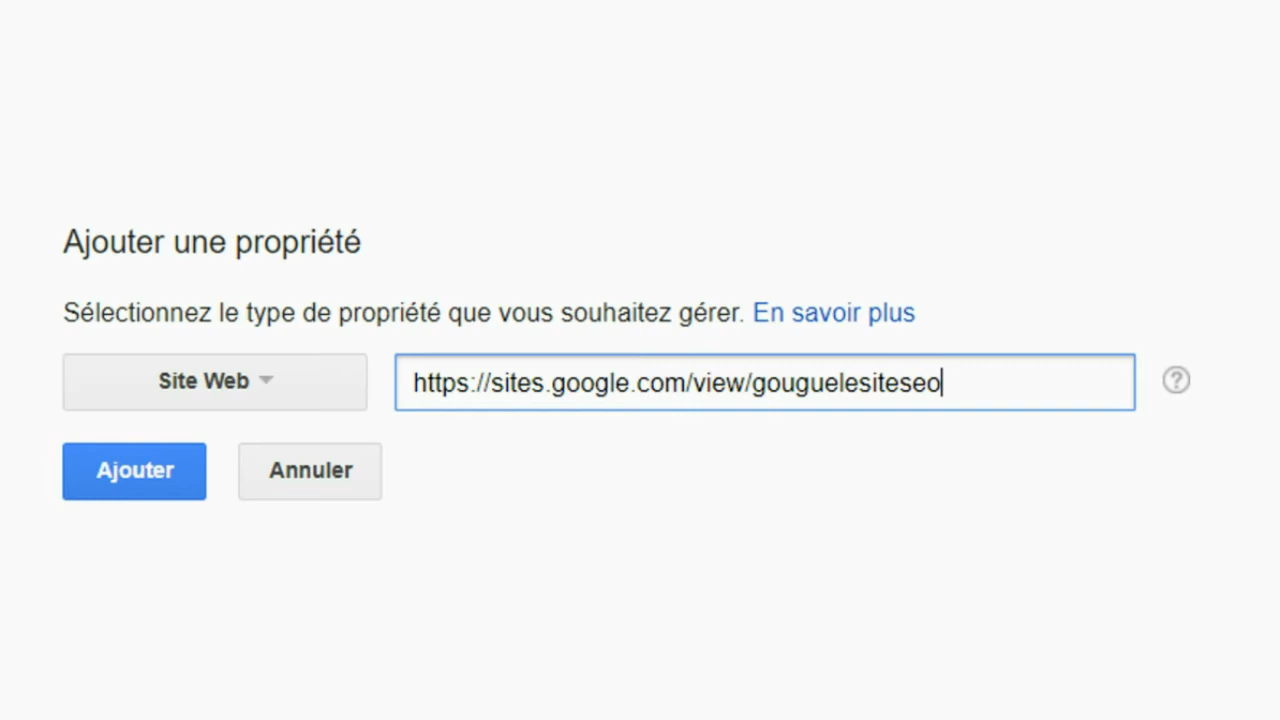 Ajouter une propriété
Sélectionnez le type de propriété que vous souhaitez gérer. En savoir plus
Site Web https://sites.google.com/view/gouguelesiteseo ?
Ajouter Annuler